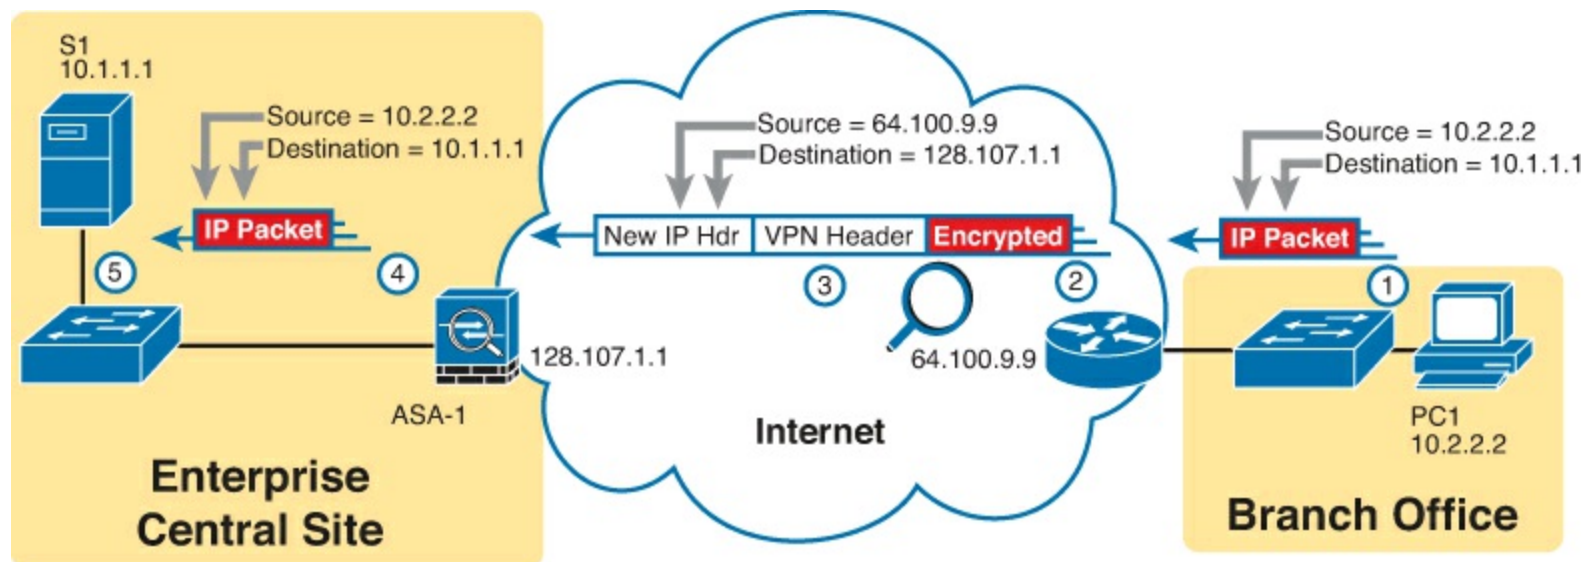 S1
10.1.1.1
Source = 10.2.2.2
Destination = 10.1.1.1
IP Packet
5
4
ASA-1
128.107.1.1
Enterprise
Central Site
Source = 64.100.9.9
Destination = 128.107.1.1
New IP Hdr
VPN Header
Encrypted
3
2
64.100.9.9
Internet
Source = 10.2.2.2
Destination = 10.1.1.1
IP Packet
1
PC1
10.2.2.2
Branch Office